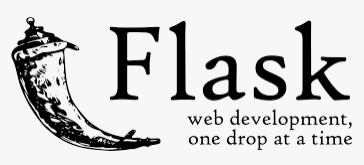 Flask
web development,
one drop at a time